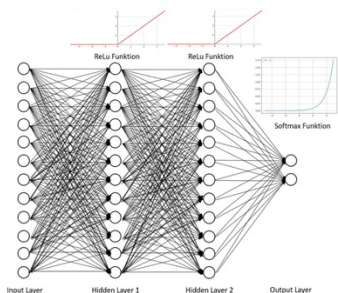 ReLu Funktion
ReLu Funktion
Softmax Funktion
Input Layer
Hidden Layer 1
Hidden Layer 2
Output Layer